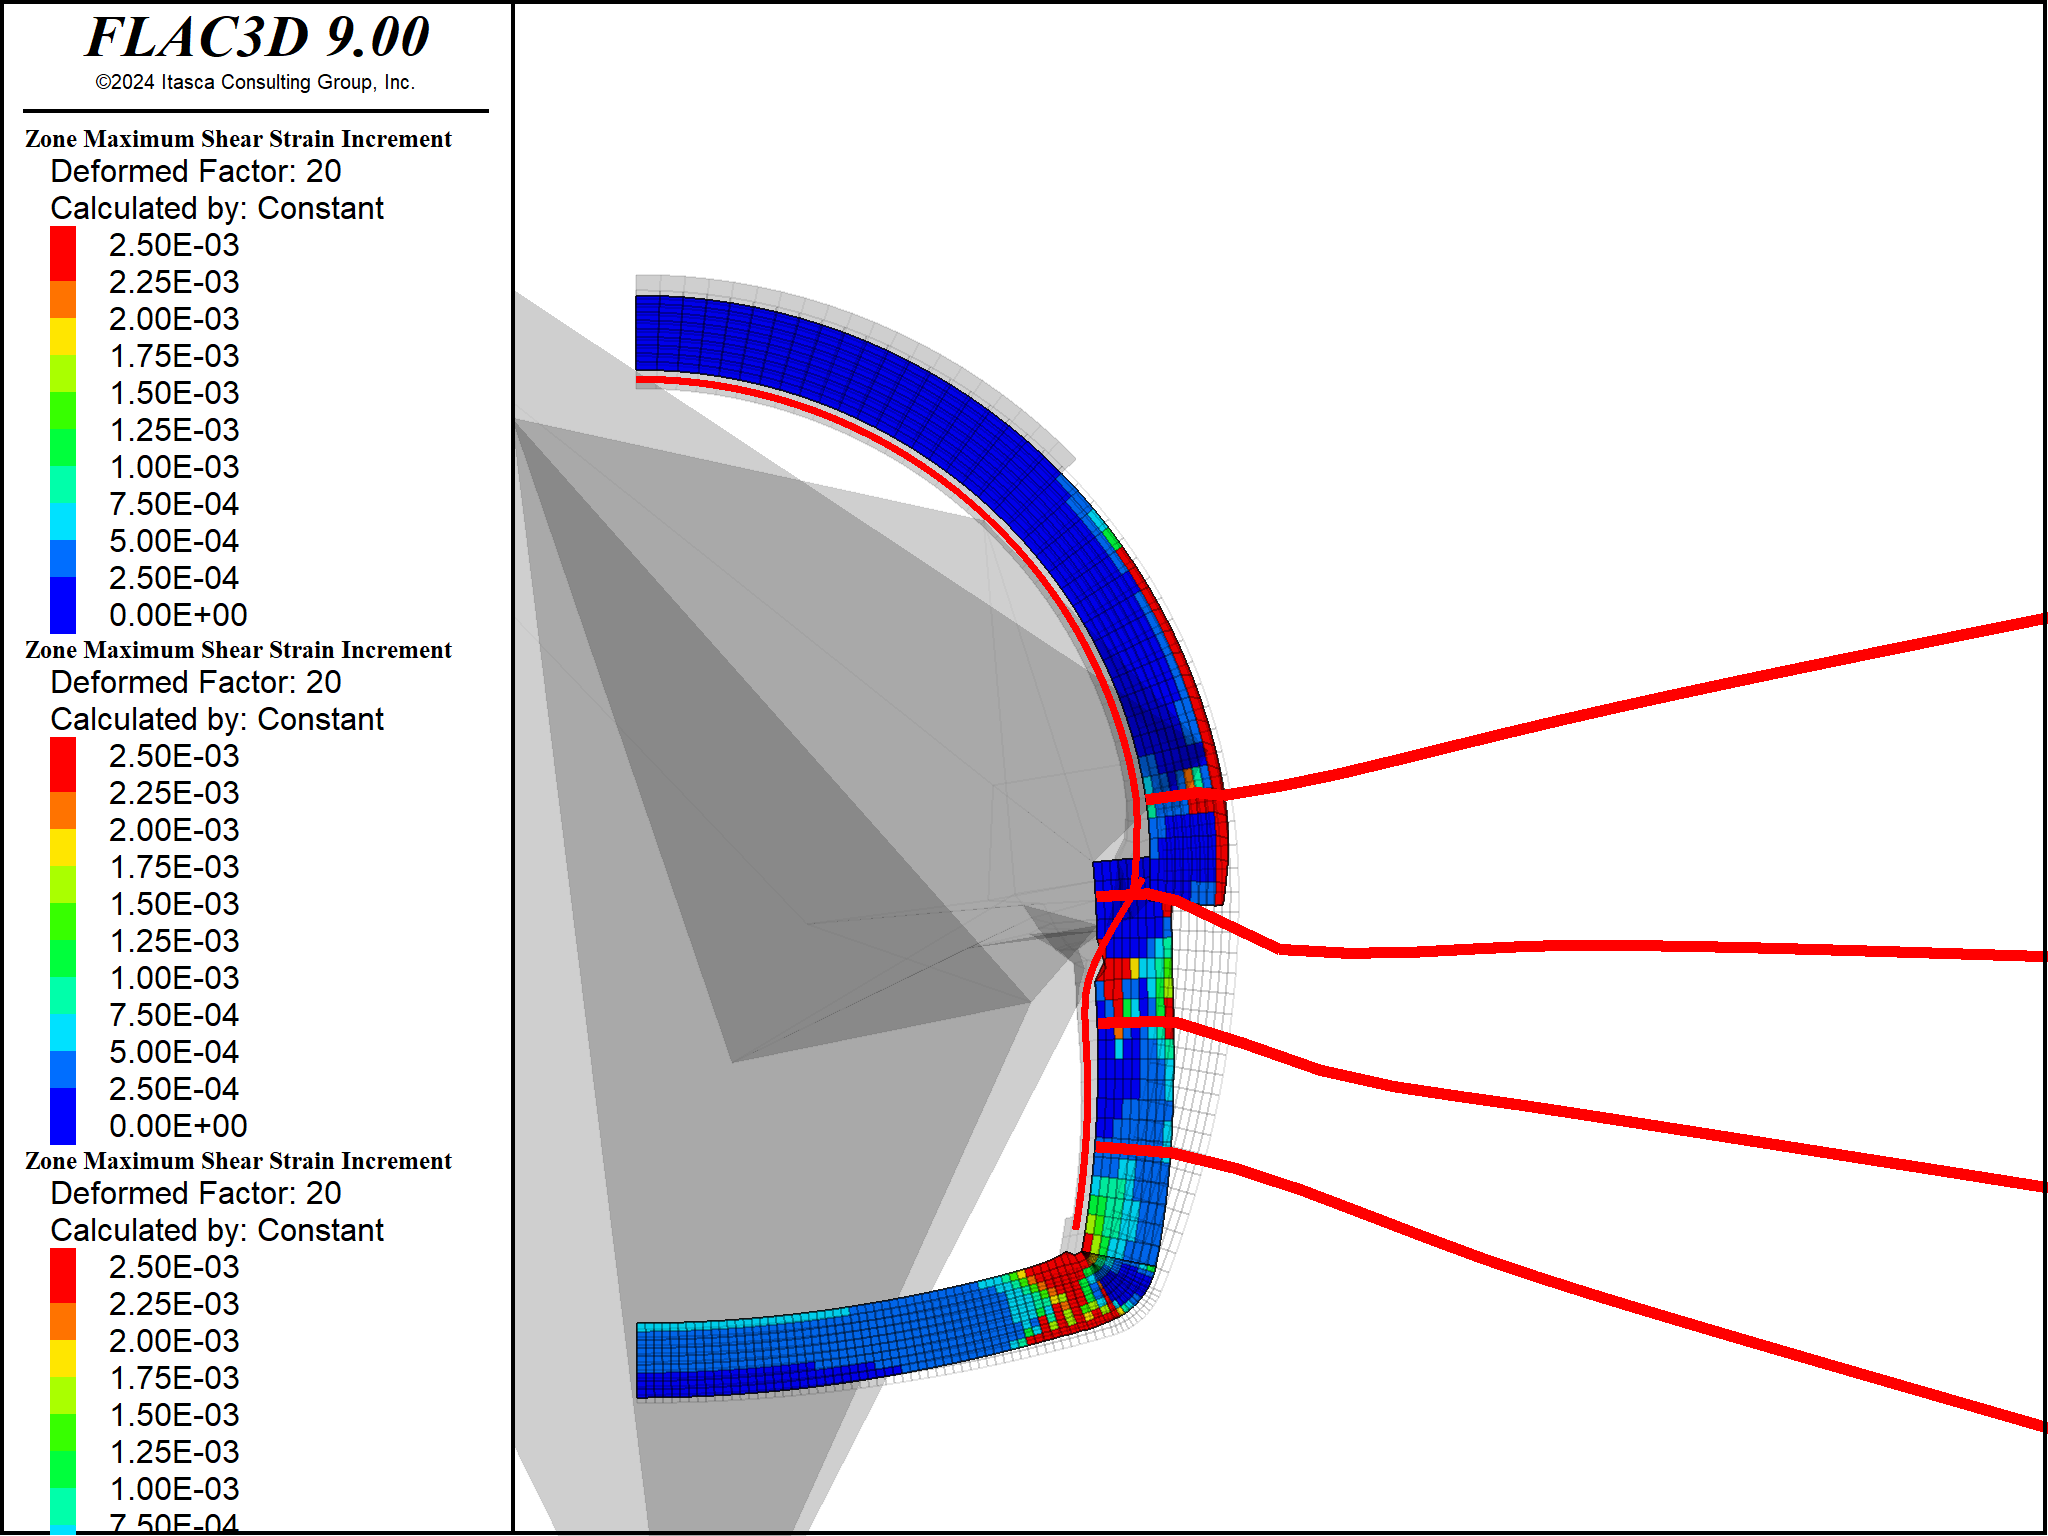 FLAC3D 9.00
©2024 Itasca Consulting Group, Inc.
Zone Maximum Shear Strain Increment
Deformed Factor: 20
Calculated by: Constant
2.50E-03
2.25E-03
2.00E-03
1.75E-03
1.50E-03
1.25E-03
1.00E-03
7.50E-04
5.00E-04
2.50E-04
0.00E+00
Zone Maximum Shear Strain Increment
Deformed Factor: 20
Calculated by: Constant
2.50E-03
2.25E-03
2.00E-03
1.75E-03
1.50E-03
1.25E-03
1.00E-03
7.50E-04
5.00E-04
2.50E-04
0.00E+00
Zone Maximum Shear Strain Increment
Deformed Factor: 20
Calculated by: Constant
2.50E-03
2.25E-03
2.00E-03
1.75E-03
1.50E-03
1.25E-03
1.00E-03
7.50E-04